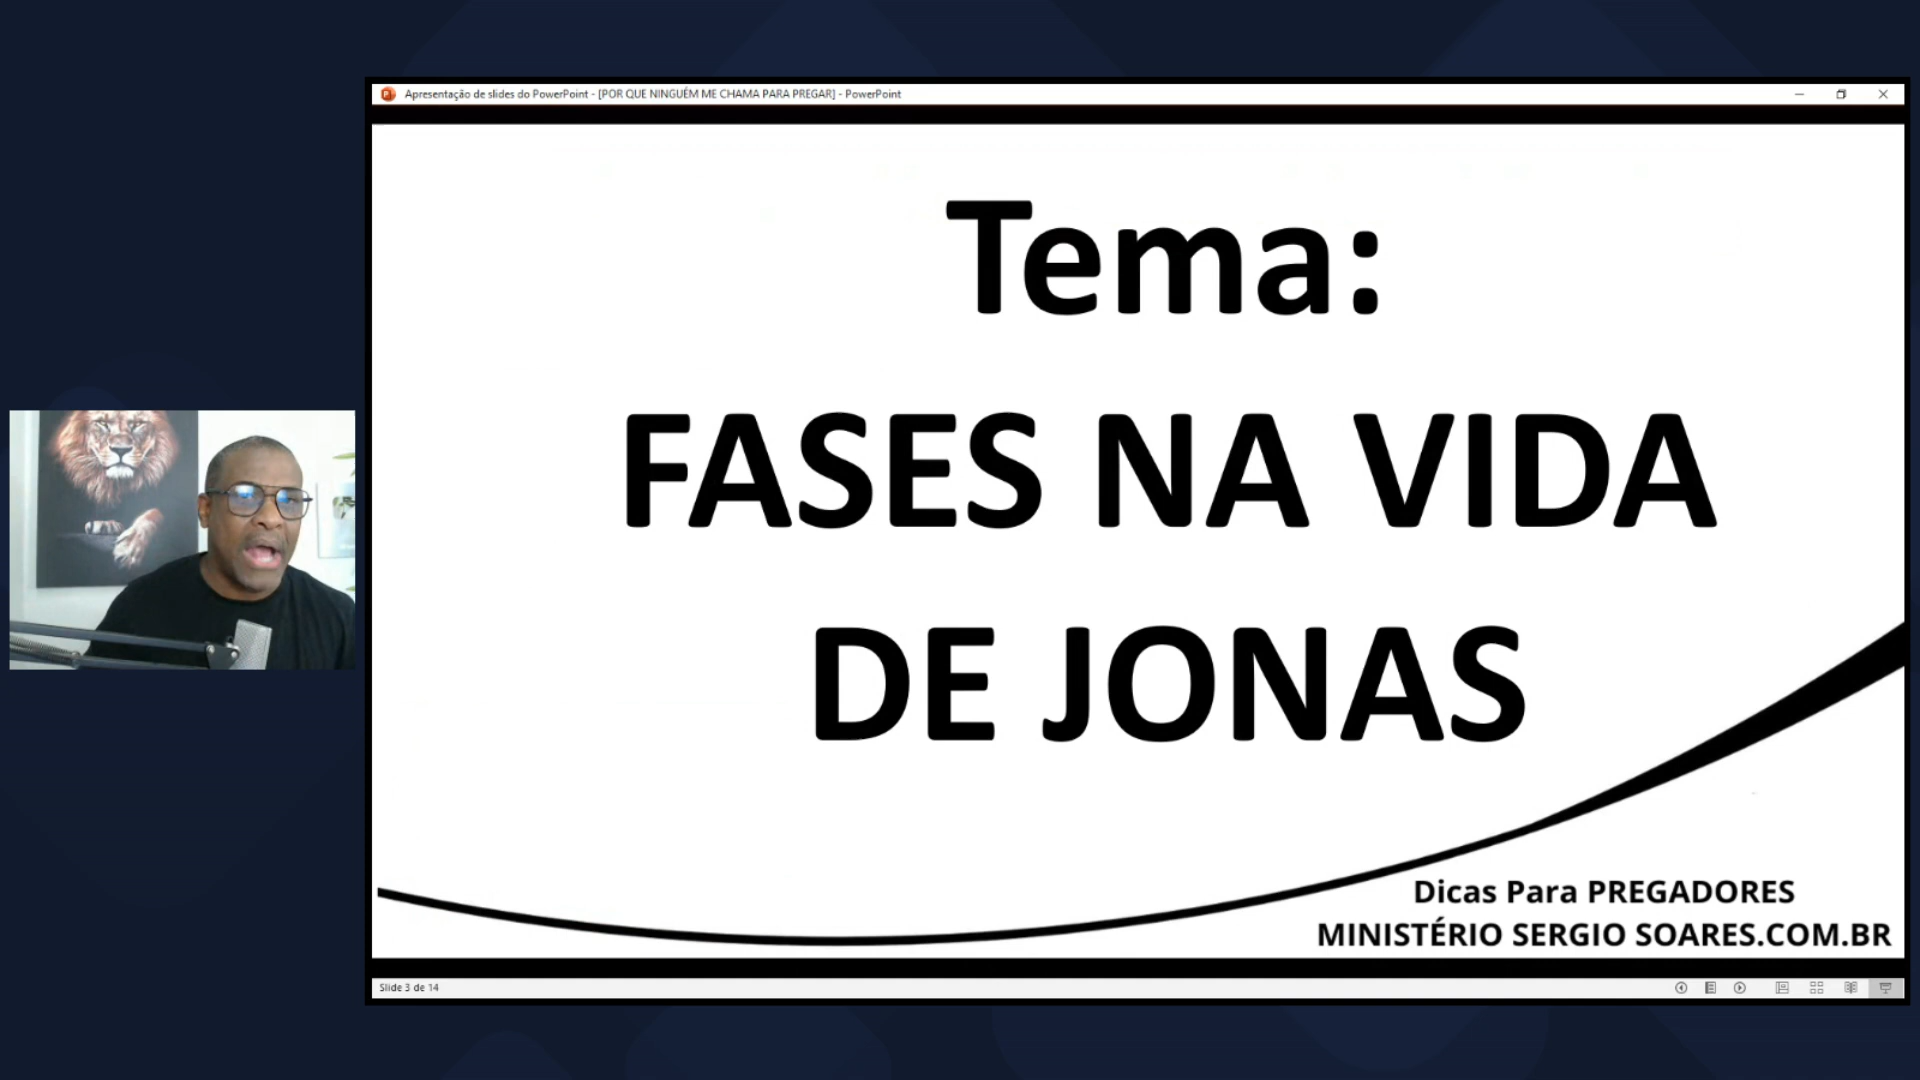 Apresentação de slides do PowerPoint - [POR QUE NINGUÉM ME CHAMA PARA PREGAR] - PowerPoint
Tema:
FASES NA VIDA
DE JONAS
Dicas Para PREGADORES
MINISTÉRIO SERGIO SOARES.COM.BR
Slide 3 de 14